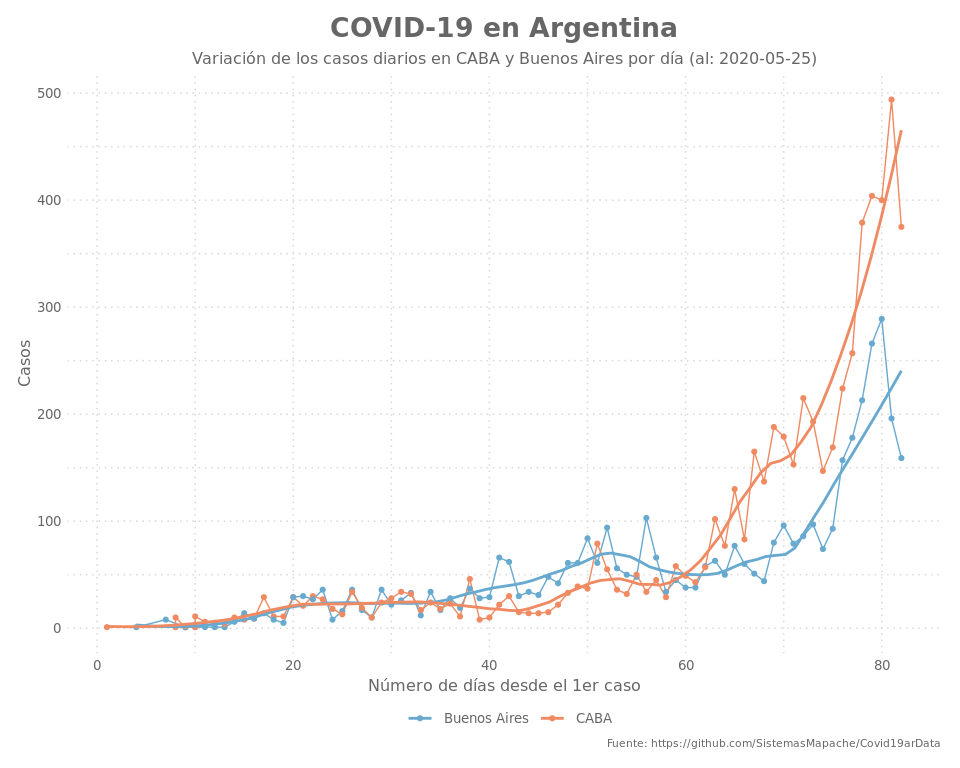 COVID-19 en Argentina
Variación de los casos diarios en CABA y Buenos Aires por día (al: 2020-05-25)
500
400
300
200
100
0
Casos
0 20 40 60 80
Número de días desde el 1er caso
Buenos Aires CABA
Fuente: https://github.com/SistemasMapache/Covid19arData